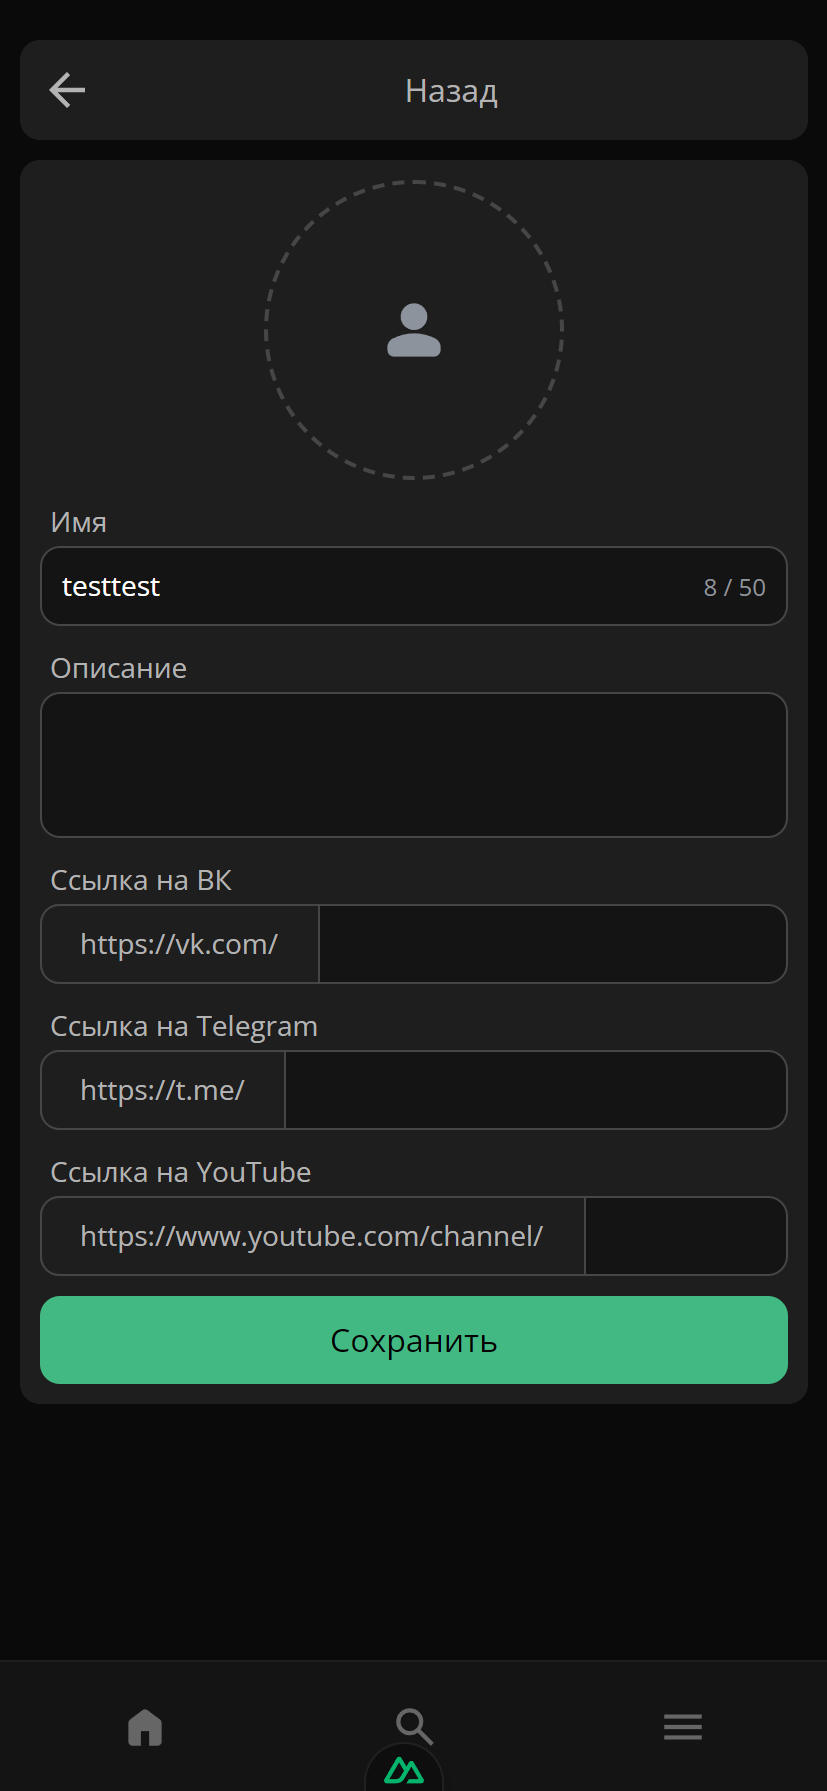 Назад
Имя
testtest
8 / 50
Описание
Ссылка на ВК
https://vk.com/
Ссылка на Telegram
https://t.me/
Ссылка на YouTube
https://www.youtube.com/channel/
Сохранить